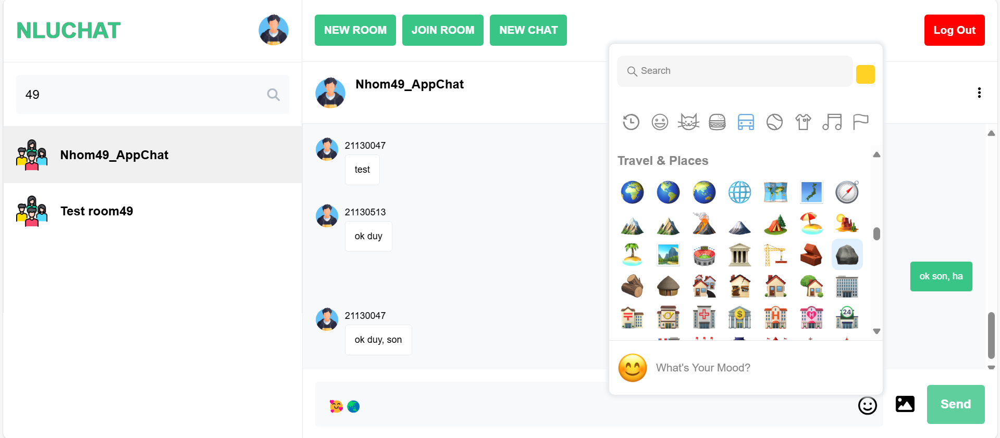 NLUCHAT
49
Nhom49_AppChat
Test room49
NEW ROOM
JOIN ROOM
NEW CHAT
Log Out
Nhom49_AppChat
21130047
test
21130513
ok duy
ok son, ha
21130047
ok duy, son
Search
Travel & Places
What's Your Mood?
Send